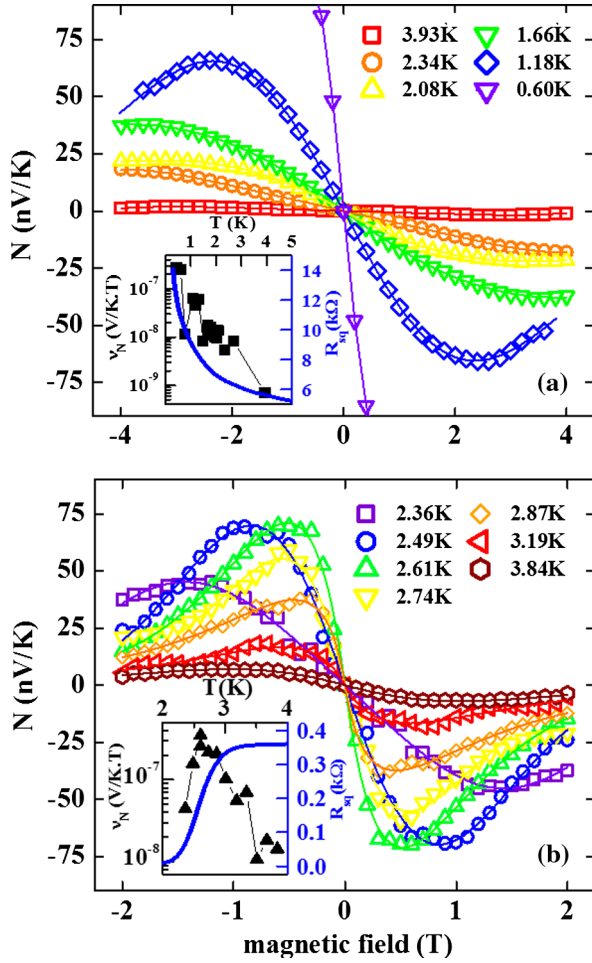 75
50
25
0
-25
-50
-75
N (nV/K)
3.93K
2.34K
2.08K
1.66K
1.18K
0.60K
T (K)
1 2 3 4 5
10⁻⁷
10⁻⁸
10⁻⁹
νN (V/K.T)
14
12
10
8
6
Rsq (kΩ)
(a)
-4 -2 0 2 4
75
50
25
0
-25
-50
-75
N (nV/K)
2.36K
2.49K
2.61K
2.74K
2.87K
3.19K
3.84K
T(K)
2 3 4
10⁻⁷
10⁻⁸
νN (V/K.T)
0.4
0.3
0.2
0.1
0.0
Rsq (kΩ)
(b)
-2 -1 0 1 2
magnetic field (T)